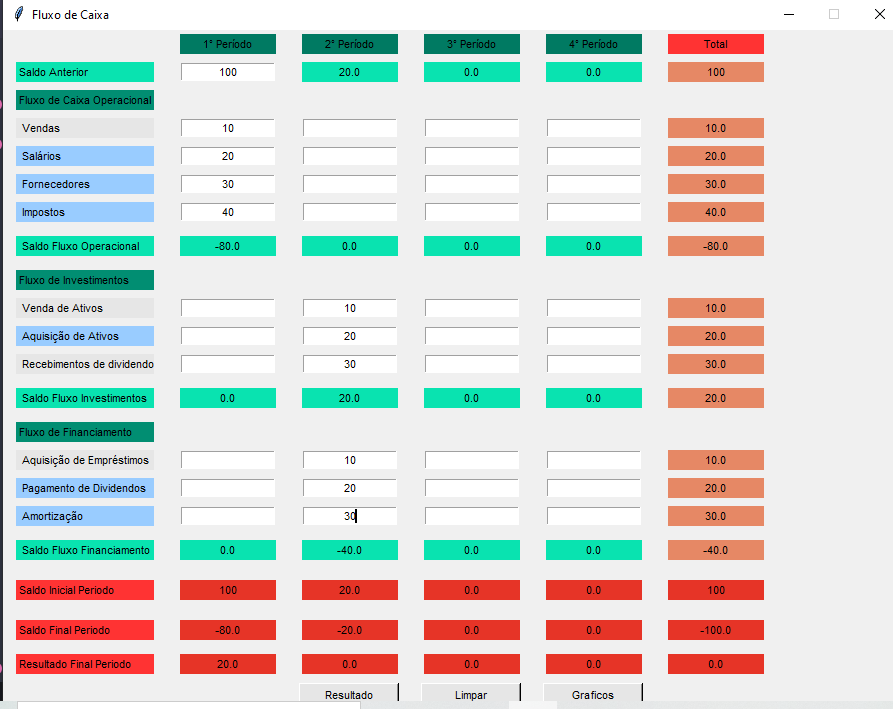 Fluxo de Caixa
1° Período 2° Período 3° Período 4° Período Total
Saldo Anterior 100 20.0 0.0 0.0 100
Fluxo de Caixa Operacional
Vendas 10 10.0
Salários 20 20.0
Fornecedores 30 30.0
Impostos 40 40.0
Saldo Fluxo Operacional -80.0 0.0 0.0 0.0 -80.0
Fluxo de Investimentos
Venda de Ativos 10 10.0
Aquisição de Ativos 20 20.0
Recebimentos de dividendo 30 30.0
Saldo Fluxo Investimentos 0.0 20.0 0.0 0.0 20.0
Fluxo de Financiamento
Aquisição de Empréstimos 10 10.0
Pagamento de Dividendos 20 20.0
Amortização 30 30.0
Saldo Fluxo Financiamento 0.0 -40.0 0.0 0.0 -40.0
Saldo Inicial Periodo 100 20.0 0.0 0.0 100
Saldo Final Periodo -80.0 -20.0 0.0 0.0 -100.0
Resultado Final Periodo 20.0 0.0 0.0 0.0 0.0
Resultado Limpar Graficos